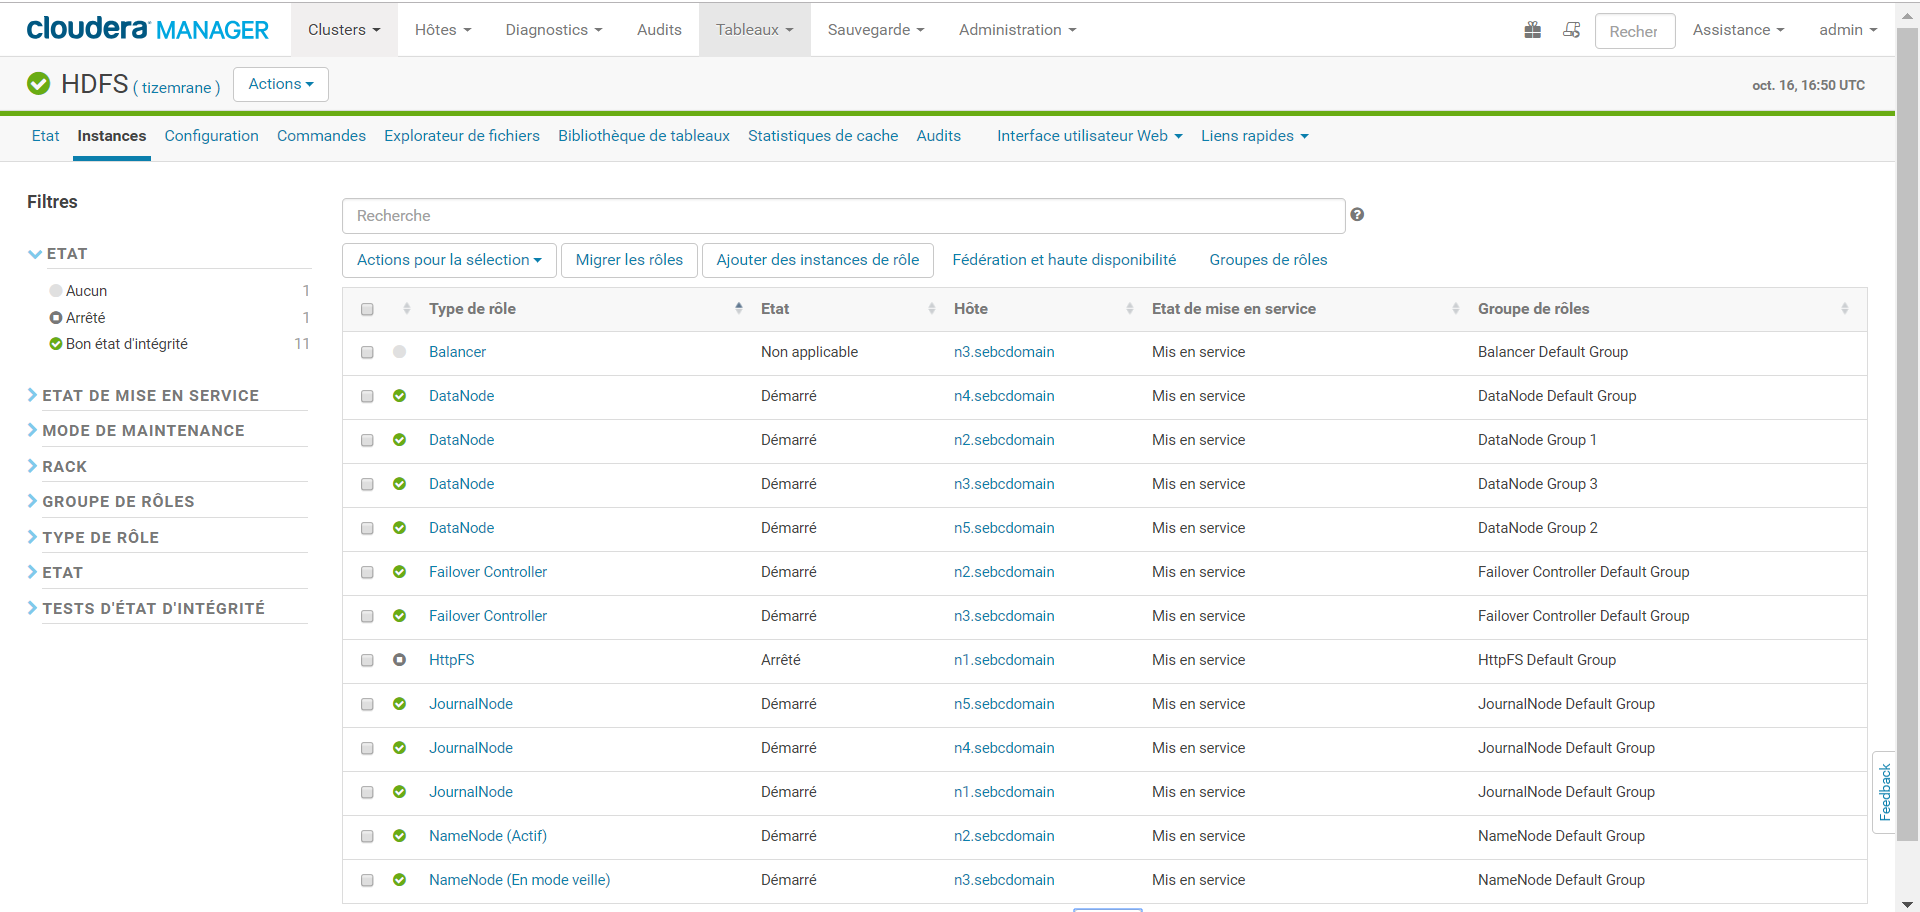 cloudera MANAGER Clusters Hôtes Diagnostics Audits Tableaux Sauvegarde Administration Recher Assistance admin
HDFS ( tizemrane ) Actions oct. 16, 16:50 UTC
Etat Instances Configuration Commandes Explorateur de fichiers Bibliothèque de tableaux Statistiques de cache Audits Interface utilisateur Web Liens rapides
Filtres
ETAT
Aucun 1
Arrêté 1
Bon état d'intégrité 11
ETAT DE MISE EN SERVICE
MODE DE MAINTENANCE
RACK
GROUPE DE RÔLES
TYPE DE RÔLE
ETAT
TESTS D'ÉTAT D'INTÉGRITÉ
Recherche ?
Actions pour la sélection Migrer les rôles Ajouter des instances de rôle Fédération et haute disponibilité Groupes de rôles
Type de rôle Etat Hôte Etat de mise en service Groupe de rôles
Balancer Non applicable n3.sebcdomain Mis en service Balancer Default Group
DataNode Démarré n4.sebcdomain Mis en service DataNode Default Group
DataNode Démarré n2.sebcdomain Mis en service DataNode Group 1
DataNode Démarré n3.sebcdomain Mis en service DataNode Group 3
DataNode Démarré n5.sebcdomain Mis en service DataNode Group 2
Failover Controller Démarré n2.sebcdomain Mis en service Failover Controller Default Group
Failover Controller Démarré n3.sebcdomain Mis en service Failover Controller Default Group
HttpFS Arrêté n1.sebcdomain Mis en service HttpFS Default Group
JournalNode Démarré n5.sebcdomain Mis en service JournalNode Default Group
JournalNode Démarré n4.sebcdomain Mis en service JournalNode Default Group
JournalNode Démarré n1.sebcdomain Mis en service JournalNode Default Group
NameNode (Actif) Démarré n2.sebcdomain Mis en service NameNode Default Group
NameNode (En mode veille) Démarré n3.sebcdomain Mis en service NameNode Default Group
Feedback